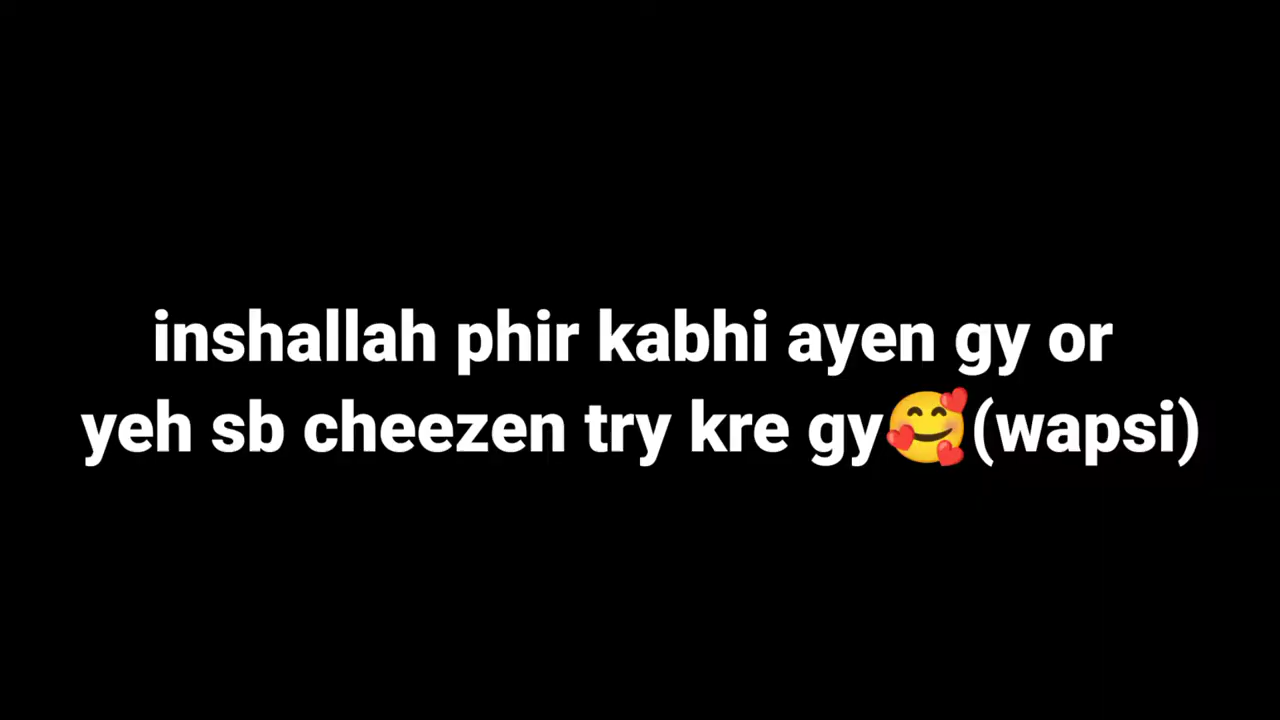 inshallah phir kabhi ayen gy or
yeh sb cheezen try kre gy🥰(wapsi)